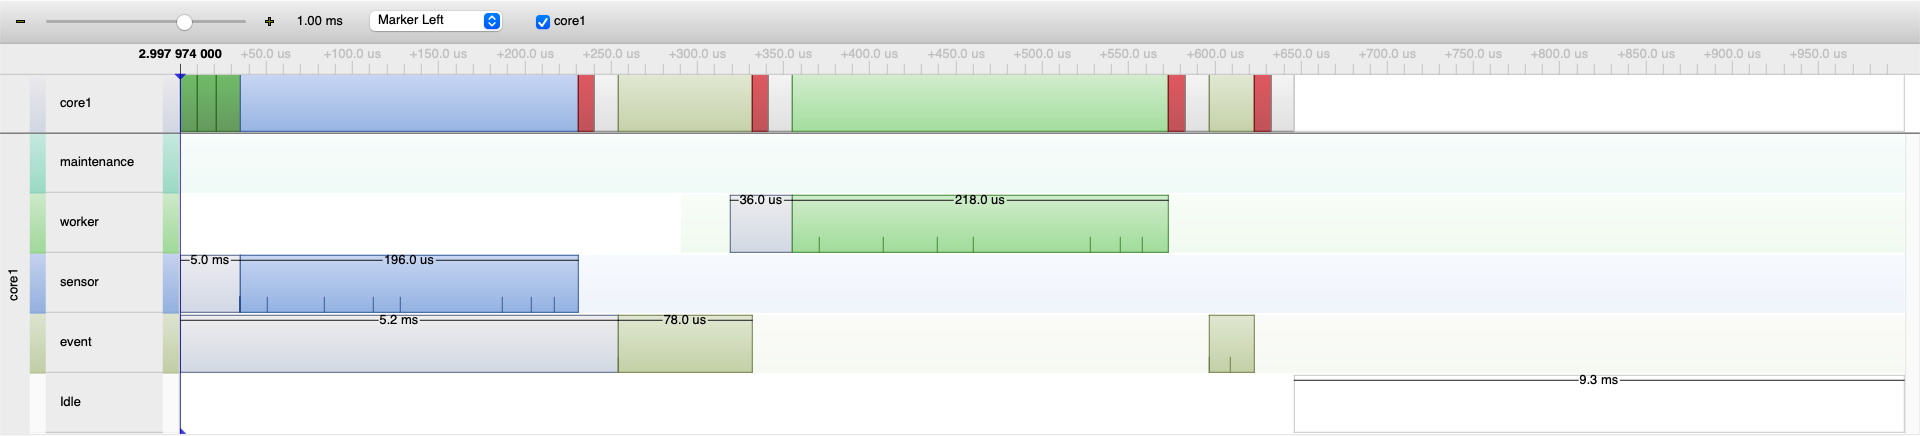 1.00 ms Marker Left core1
2.997 974 000 +50.0 us +100.0 us +150.0 us +200.0 us +250.0 us +300.0 us +350.0 us +400.0 us +450.0 us +500.0 us +550.0 us +600.0 us +650.0 us +700.0 us +750.0 us +800.0 us +850.0 us +900.0 us +950.0 us
core1
core1
maintenance
worker 36.0 us 218.0 us
sensor 5.0 ms 196.0 us
event 5.2 ms 78.0 us
Idle 9.3 ms